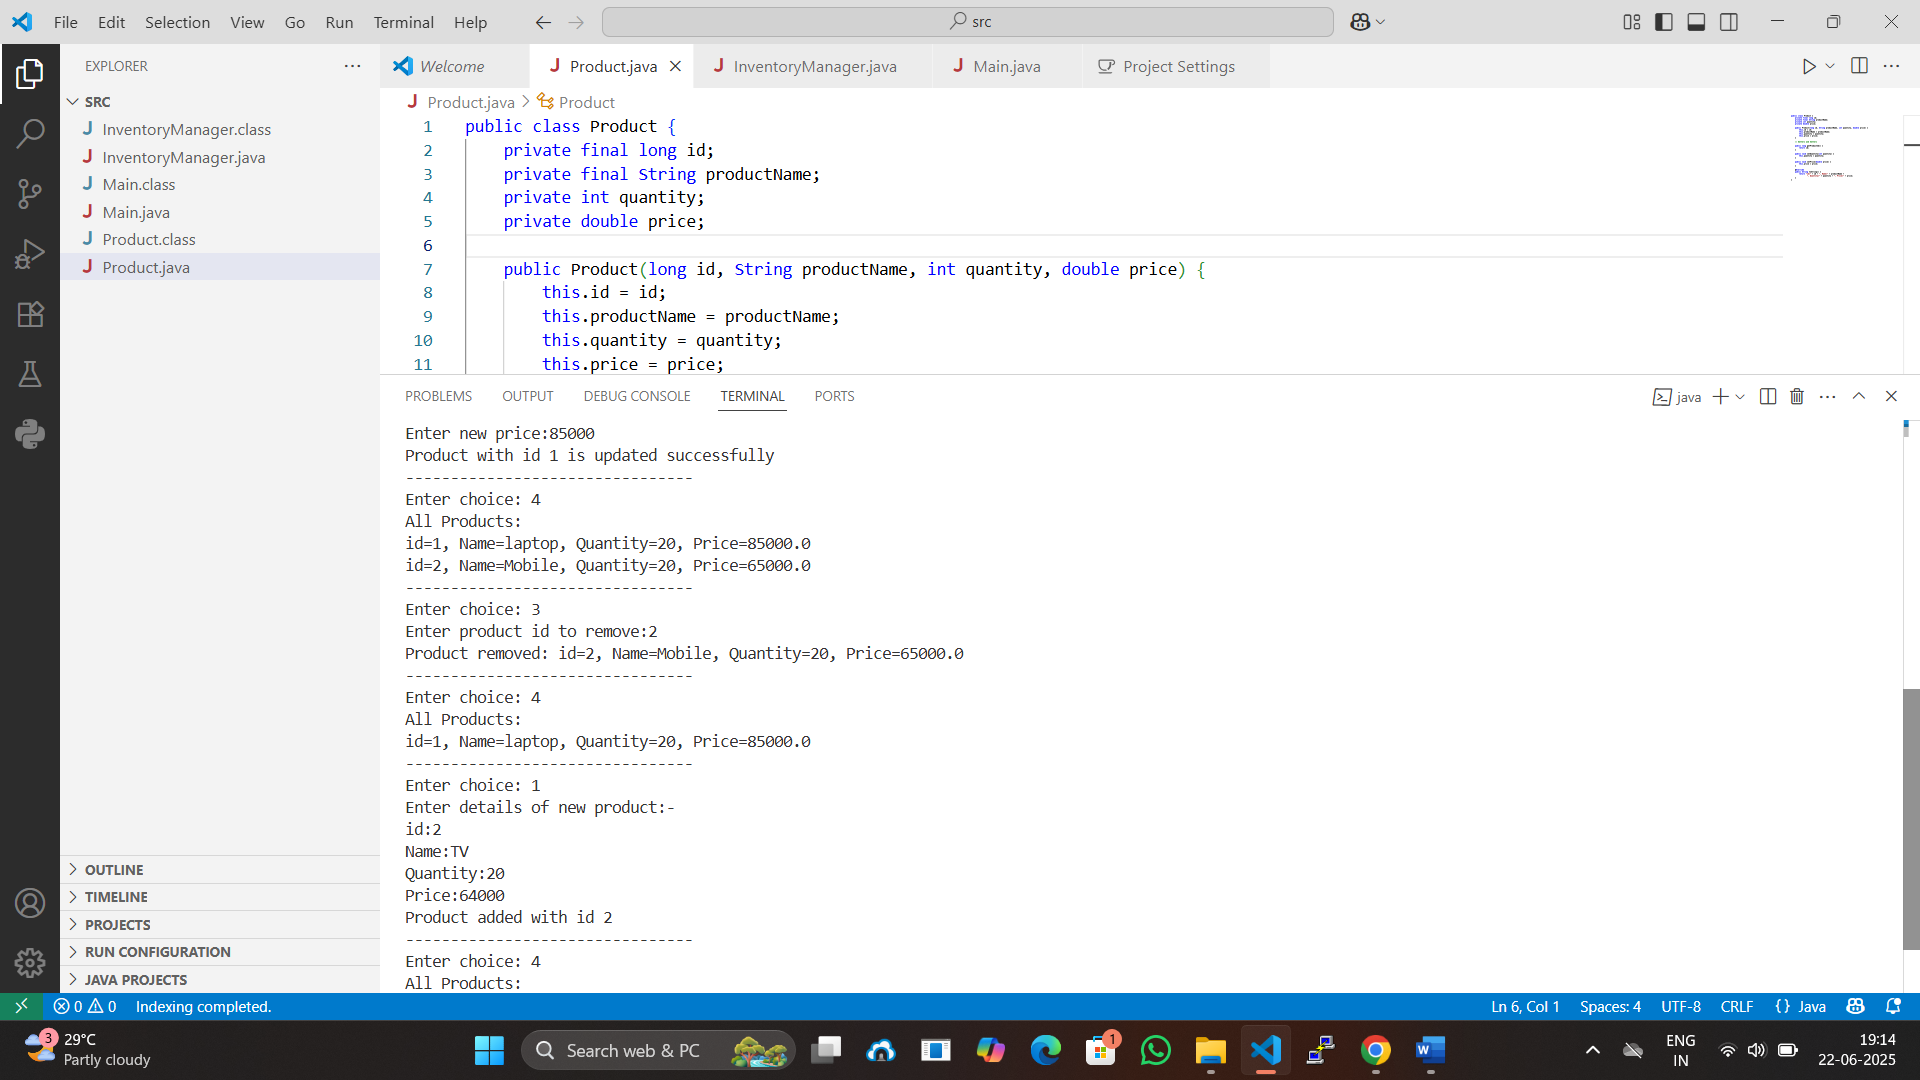 File Edit Selection View Go Run Terminal Help
src
EXPLORER
SRC
InventoryManager.class
InventoryManager.java
Main.class
Main.java
Product.class
Product.java
OUTLINE
TIMELINE
PROJECTS
RUN CONFIGURATION
JAVA PROJECTS
Welcome Product.java InventoryManager.java Main.java Project Settings
Product.java > Product
1 public class Product {
2 private final long id;
3 private final String productName;
4 private int quantity;
5 private double price;
6
7 public Product(long id, String productName, int quantity, double price) {
8 this.id = id;
9 this.productName = productName;
10 this.quantity = quantity;
11 this.price = price;
PROBLEMS OUTPUT DEBUG CONSOLE TERMINAL PORTS
java
Enter new price:85000
Product with id 1 is updated successfully
--------------------------------
Enter choice: 4
All Products:
id=1, Name=laptop, Quantity=20, Price=85000.0
id=2, Name=Mobile, Quantity=20, Price=65000.0
--------------------------------
Enter choice: 3
Enter product id to remove:2
Product removed: id=2, Name=Mobile, Quantity=20, Price=65000.0
--------------------------------
Enter choice: 4
All Products:
id=1, Name=laptop, Quantity=20, Price=85000.0
--------------------------------
Enter choice: 1
Enter details of new product:-
id:2
Name:TV
Quantity:20
Price:64000
Product added with id 2
--------------------------------
Enter choice: 4
All Products:
0 0 Indexing completed.
Ln 6, Col 1 Spaces: 4 UTF-8 CRLF {} Java
3
29°C
Partly cloudy
Search web & PC
1
W
ENG
IN
19:14
22-06-2025